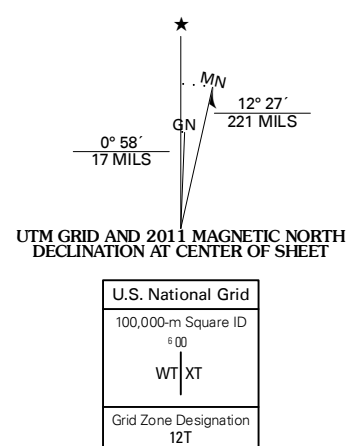 ★
MN
GN
12° 27´
221 MILS
0° 58´
17 MILS
UTM GRID AND 2011 MAGNETIC NORTH
DECLINATION AT CENTER OF SHEET
U.S. National Grid
100,000-m Square ID
⁶00
WT XT
Grid Zone Designation
12T